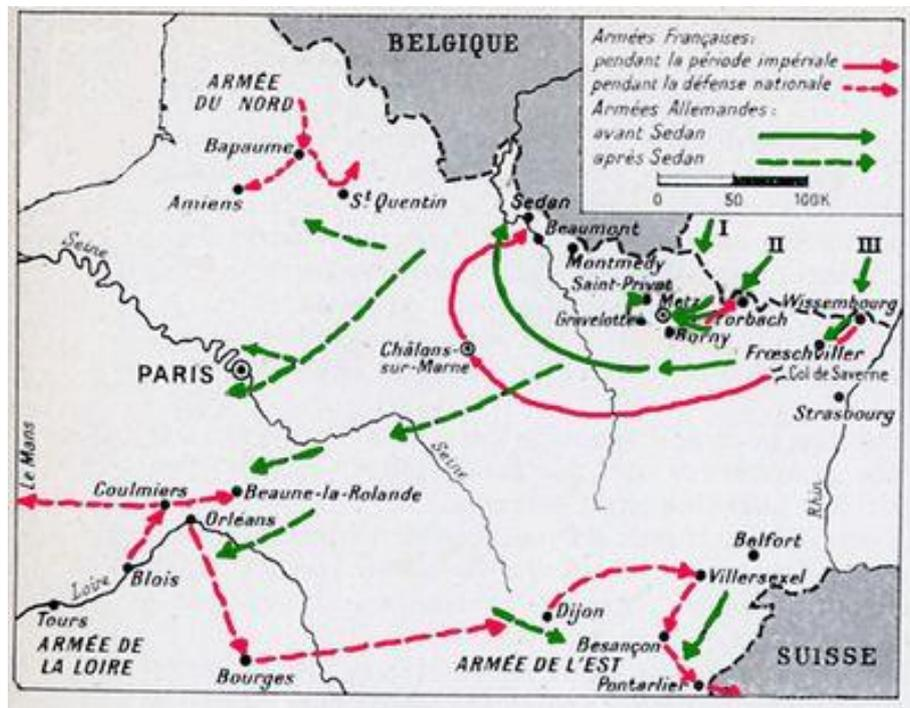 BELGIQUE
Armées Françaises:
pendant la période impériale
pendant la défense nationale
Armées Allemandes:
avant Sedan
après Sedan
0 50 100K
ARMÉE
DU NORD
Bapaume
Amiens
St Quentin
Sedan
Beaumont
Montmédy
Saint-Privat
Metz
Gravelotte
Forbach
Borny
I
II
III
Wissembourg
Frœschviller
Col de Saverne
Strasbourg
Seine
PARIS
Châlons-
sur-Marne
Seine
Rhin
Le Mans
Coulmiers
Beaune-la-Rolande
Orléans
Blois
Loire
Tours
ARMÉE DE
LA LOIRE
Bourges
Belfort
Villersexel
Dijon
Besançon
ARMÉE DE L'EST
Pontarlier
SUISSE